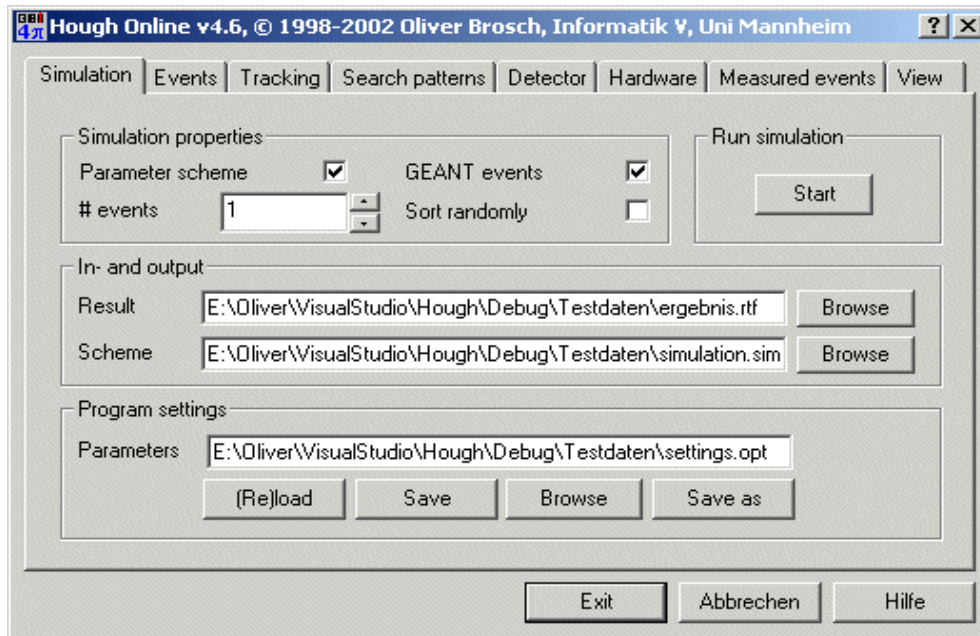 GBI 4π Hough Online v4.6, © 1998-2002 Oliver Brosch, Informatik V, Uni Mannheim
Simulation Events Tracking Search patterns Detector Hardware Measured events View
Simulation properties
Run simulation
Parameter scheme GEANT events
Start
# events 1 Sort randomly
In- and output
Result E:\Oliver\VisualStudio\Hough\Debug\Testdaten\ergebnis.rtf Browse
Scheme E:\Oliver\VisualStudio\Hough\Debug\Testdaten\simulation.sim Browse
Program settings
Parameters E:\Oliver\VisualStudio\Hough\Debug\Testdaten\settings.opt
(Re)load Save Browse Save as
Exit Abbrechen Hilfe